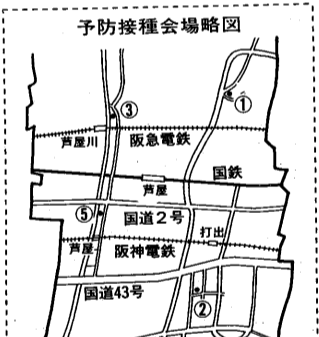 予防接種会場略図
①
③
芦屋川
阪急電鉄
国鉄
芦屋
⑤
国道2号
打出
芦屋
阪神電鉄
国道43号
②